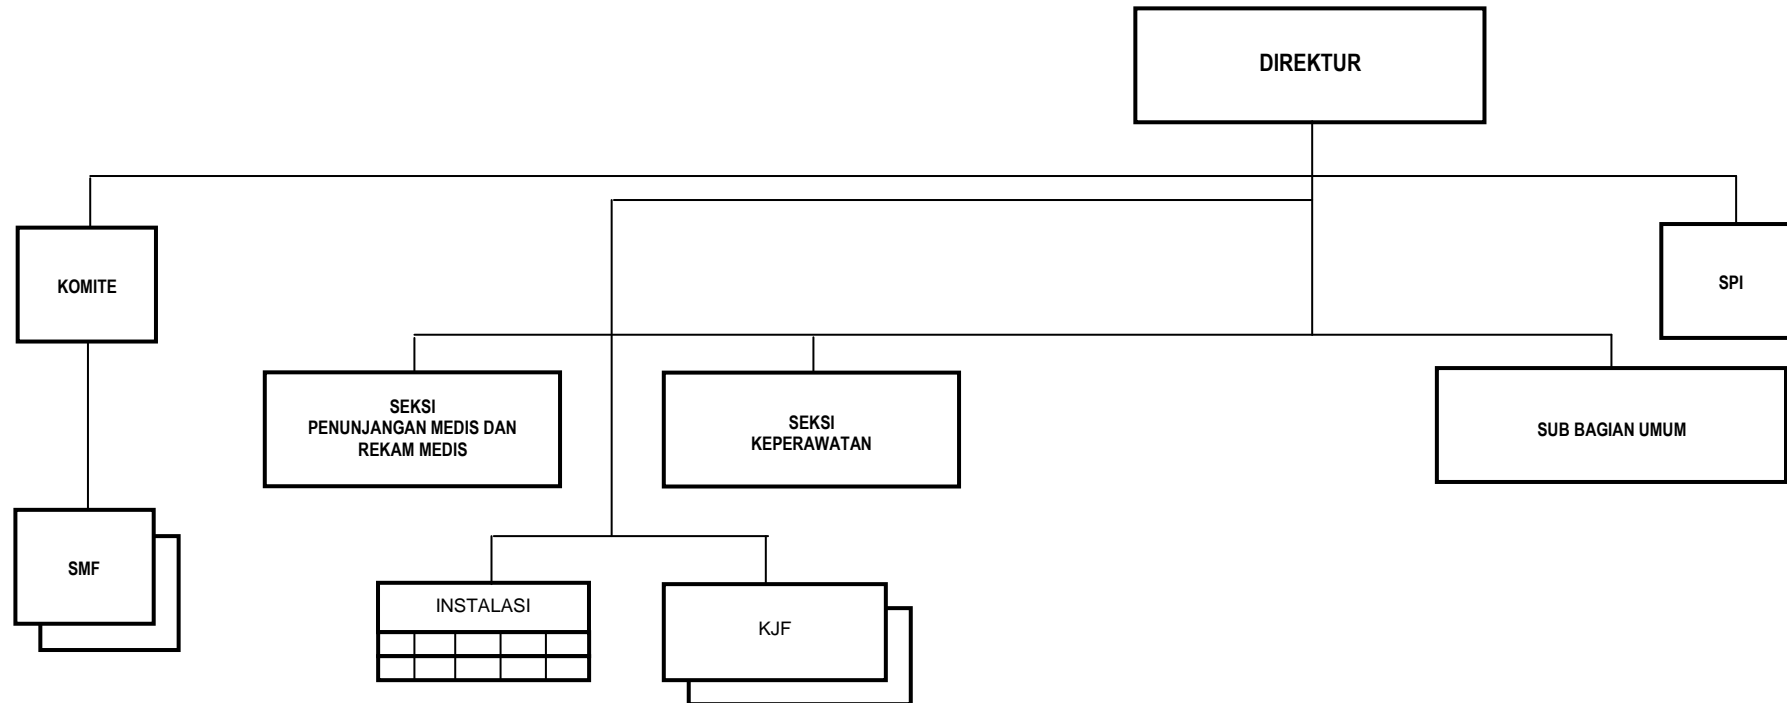 DIREKTUR
KOMITE
SPI
SEKSI
PENUNJANGAN MEDIS DAN
REKAM MEDIS
SEKSI
KEPERAWATAN
SUB BAGIAN UMUM
SMF
INSTALASI
KJF